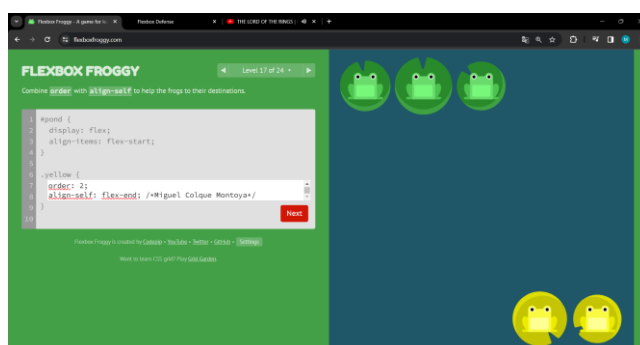 Flexbox Froggy - A game for le
Flexbox Defense
THE LORD OF THE RINGS |
flexboxfroggy.com
FLEXBOX FROGGY
Level 17 of 24
Combine order with align-self to help the frogs to their destinations.
1 #pond {
2 display: flex;
3 align-items: flex-start;
4 }
5
6 .yellow {
7 order: 2;
8 align-self: flex-end; /*Miguel Colque Montoya*/
9 }
10
Next
Flexbox Froggy is created by Codepip • YouTube • Twitter • GitHub • Settings
Want to learn CSS grid? Play Grid Garden.